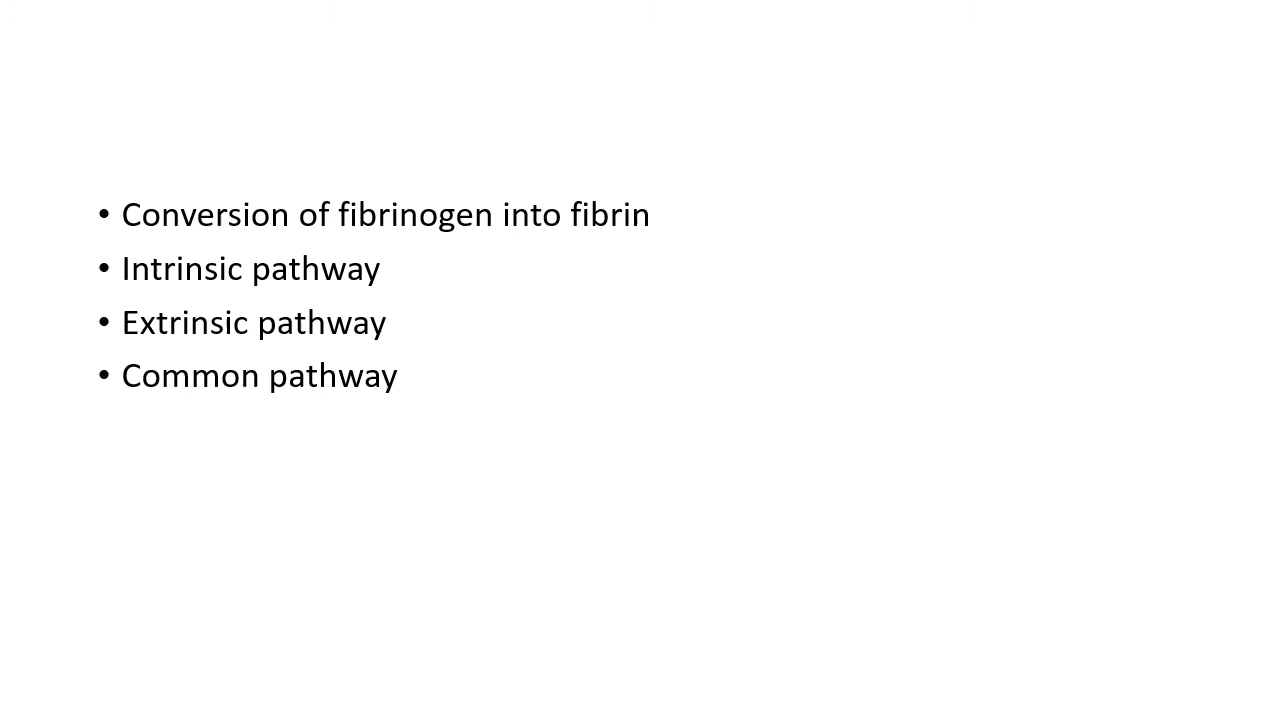 • Conversion of fibrinogen into fibrin
• Intrinsic pathway
• Extrinsic pathway
• Common pathway